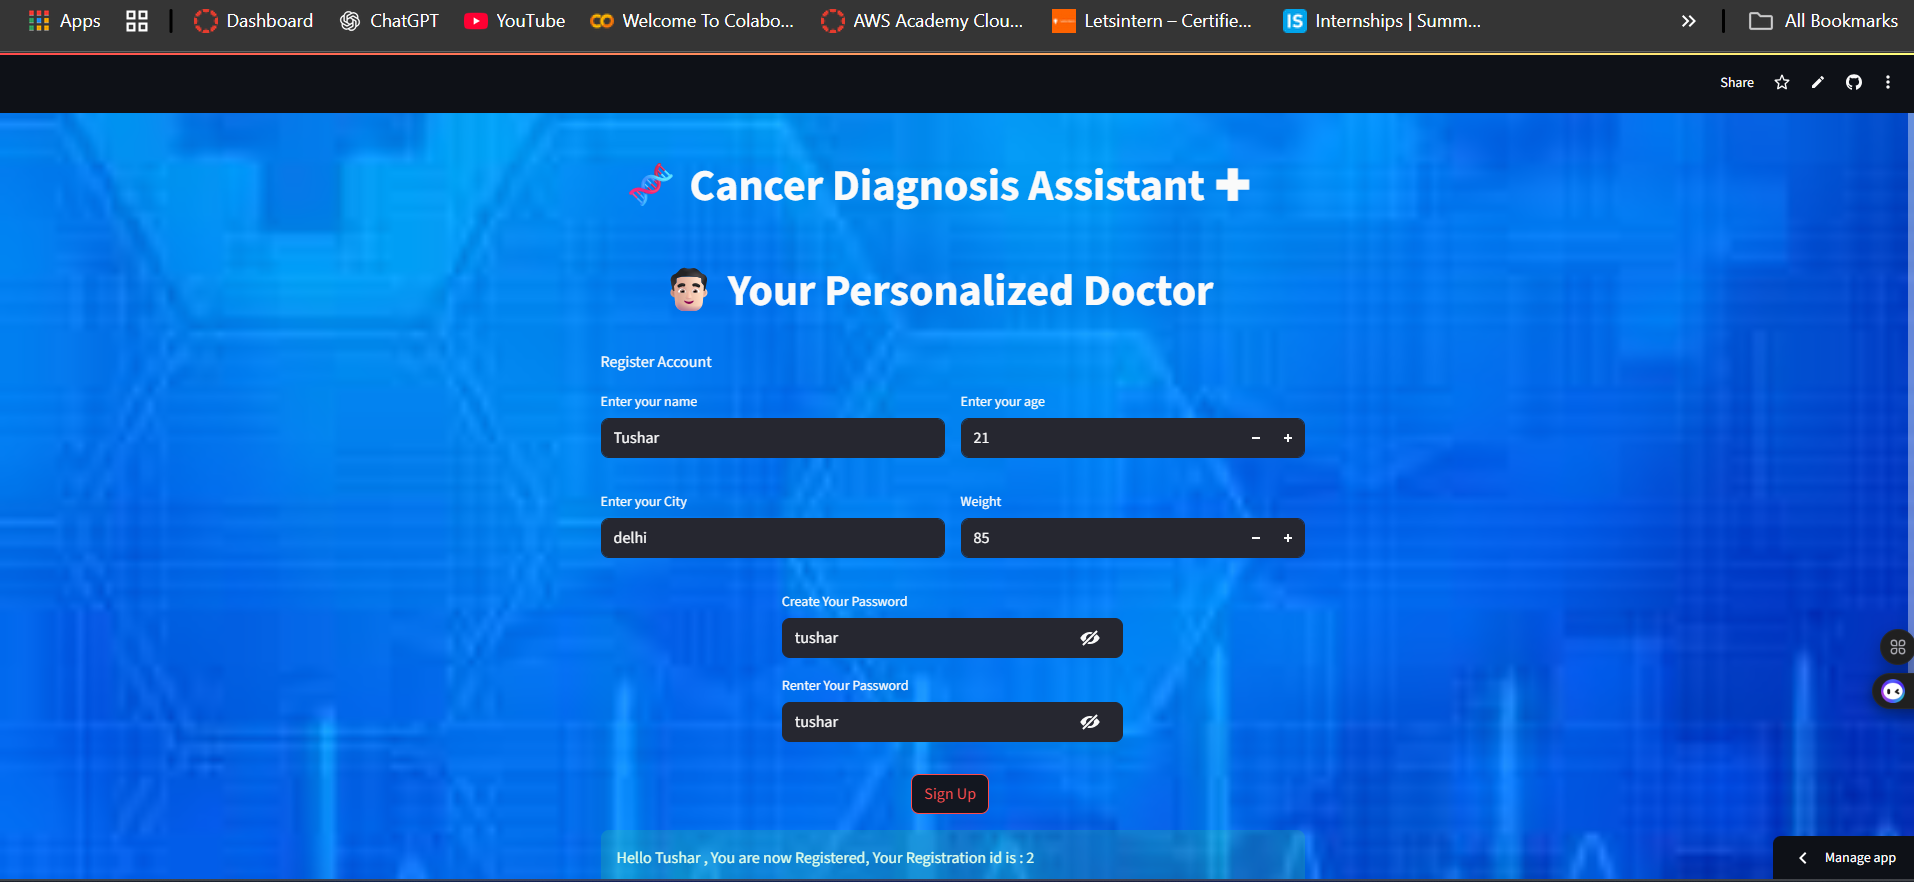 Apps Dashboard ChatGPT YouTube Welcome To Colabo... AWS Academy Clou... Letsintern – Certifie... IS Internships | Summ... » All Bookmarks
Share
Cancer Diagnosis Assistant
Your Personalized Doctor
Register Account
Enter your name Enter your age
Tushar 21
Enter your City Weight
delhi 85
Create Your Password
tushar
Renter Your Password
tushar
Sign Up
Hello Tushar , You are now Registered, Your Registration id is : 2
Manage app